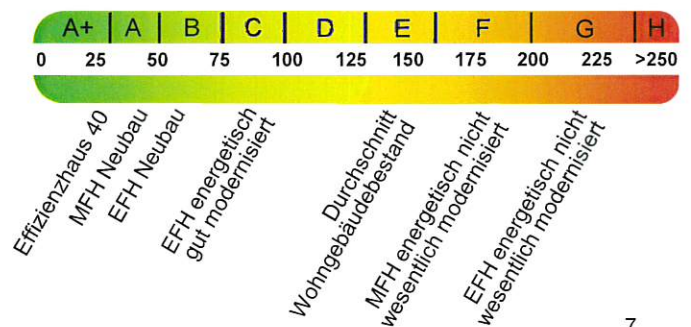 A+ A B C D E F G H
0 25 50 75 100 125 150 175 200 225 >250
Effizienzhaus 40
MFH Neubau
EFH Neubau
EFH energetisch
gut modernisiert
Durchschnitt
Wohngebäudebestand
MFH energetisch nicht
wesentlich modernisiert
EFH energetisch nicht
wesentlich modernisiert
7